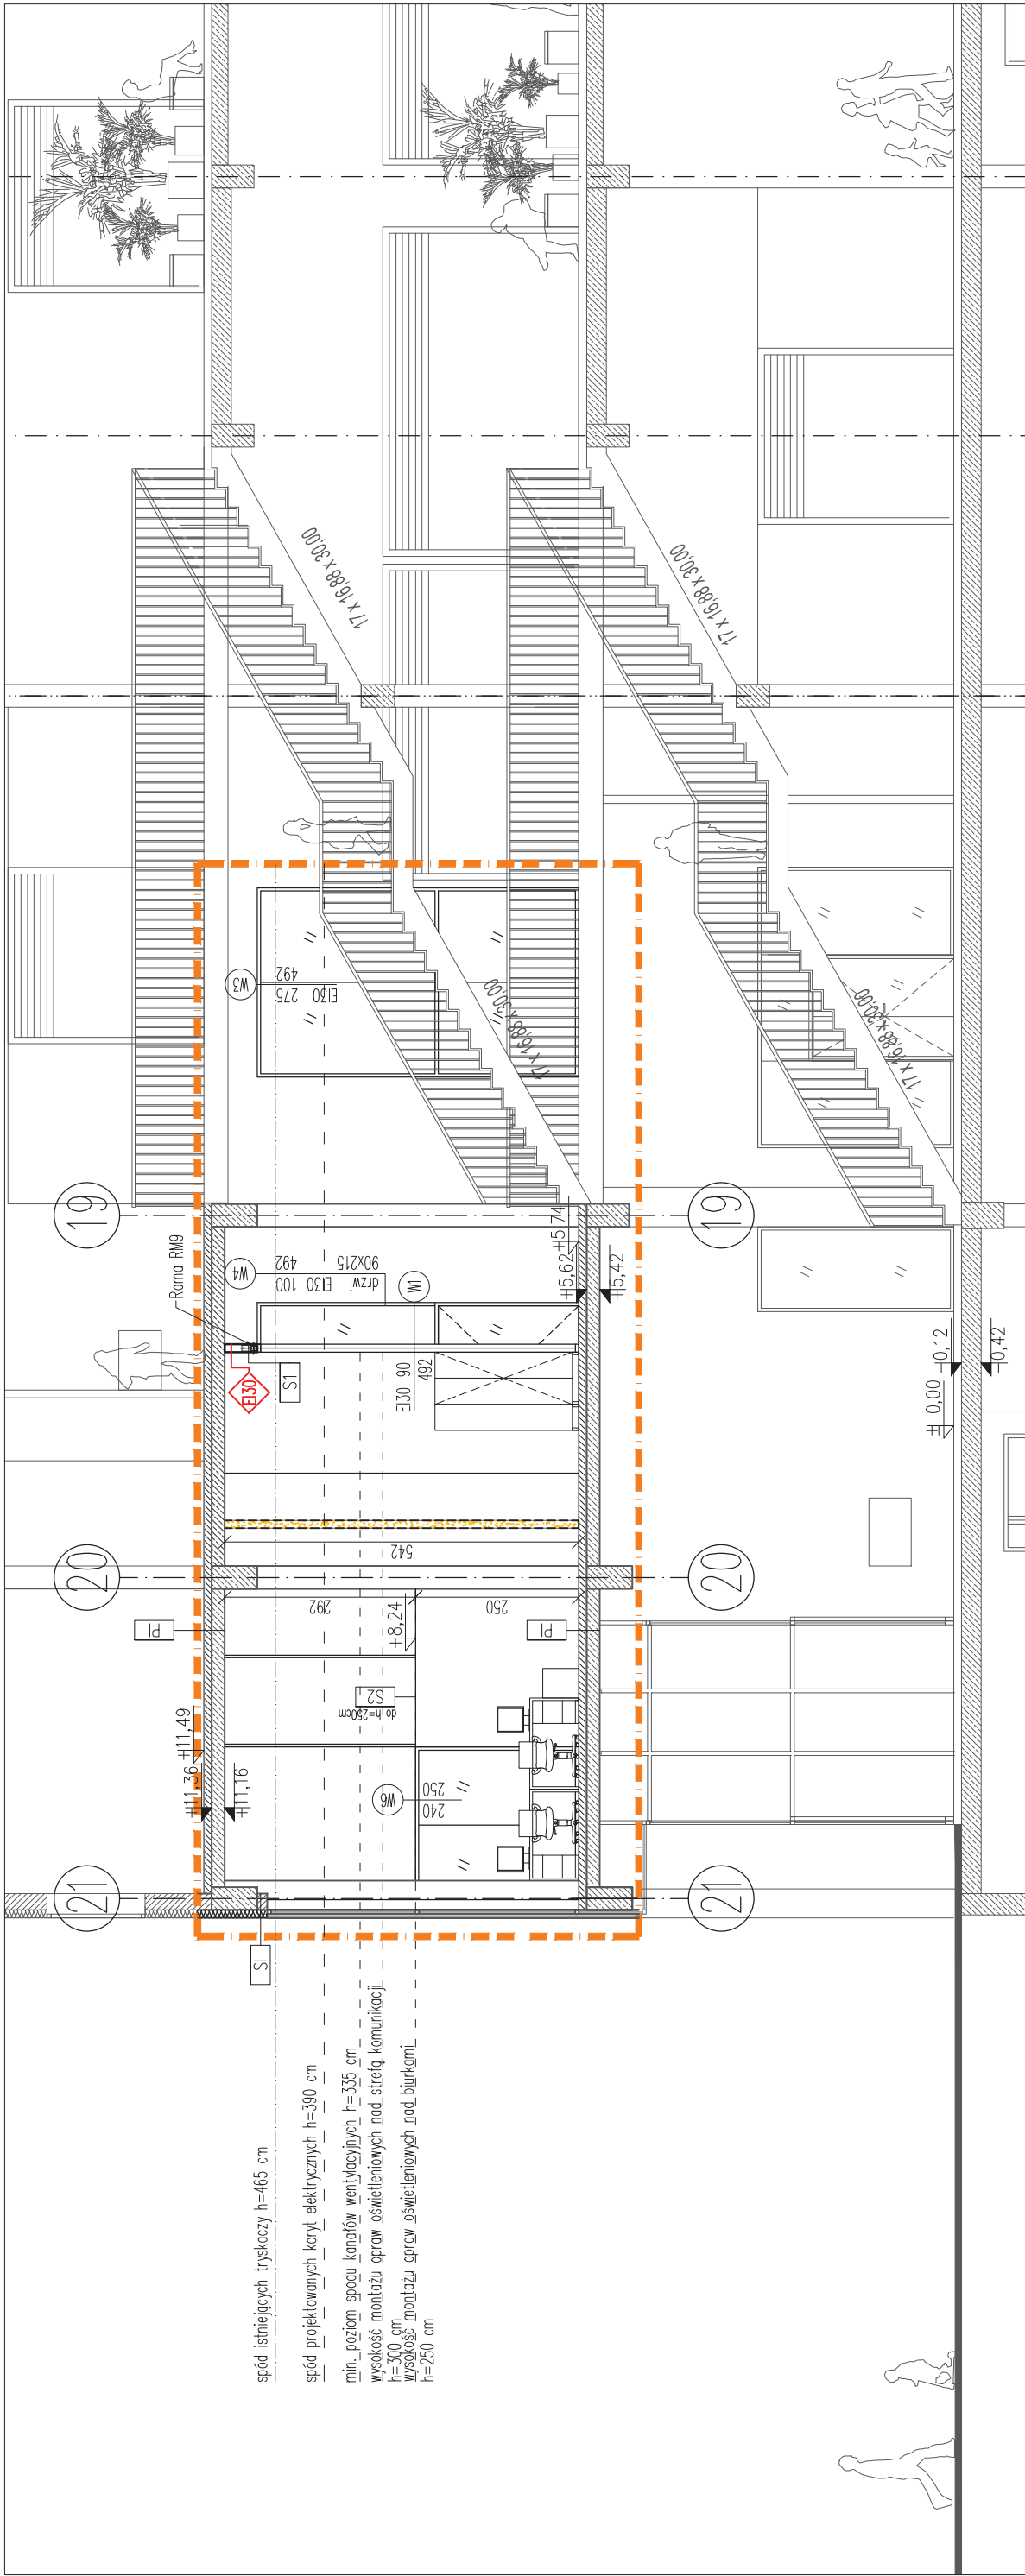 spód istniejących tryskaczy h=465 cm
spód projektowanych koryt elektrycznych h=390 cm
min. poziom spodu kanałów wentylacyjnych h=335 cm
wysokość montażu opraw oświetleniowych nad strefą komunikacji
h=300 cm
wysokość montażu opraw oświetleniowych nad biurkami
h=250 cm
21
SI
+11,36
+11,49
+11,16
PI
20
W6
240
250
S2
do h=250cm
+8,24
292
250
PI
542
EI30
S1
Rama RM9
W4
drzwi EI30 100
90x215 492
W1
EI30 90
492
19
W3
EI30 275
492
+5,62
+5,74
+5,42
17 x 16,88 x 30,00
17 x 16,88 x 30,00
17 x 16,88 x 30,00
17 x 16,88 x 30,00
21
20
19
± 0,00
-0,12
-0,42